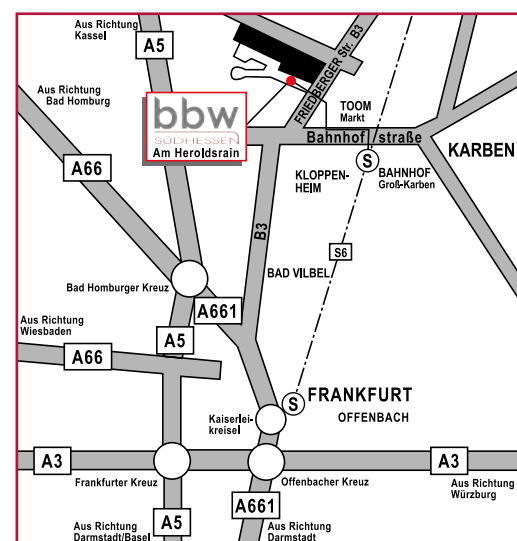 Aus Richtung
Kassel
A5
FRIEDBERGER Str. B3
Aus Richtung
Bad Homburg
bbw
SÜDHESSEN
Am Heroldsrain
TOOM
Markt
Bahnhof straße
KARBEN
A66
S
KLOPPEN-
HEIM
BAHNHOF
Groß-Karben
B3
S6
BAD VILBEL
Bad Homburger Kreuz
A661
Aus Richtung
Wiesbaden
A5
A66
S
FRANKFURT
OFFENBACH
Kaiserlei-
kreisel
A3
A3
Frankfurter Kreuz
Offenbacher Kreuz
Aus Richtung
Würzburg
A661
A5
Aus Richtung
Darmstadt/Basel
Aus Richtung
Darmstadt